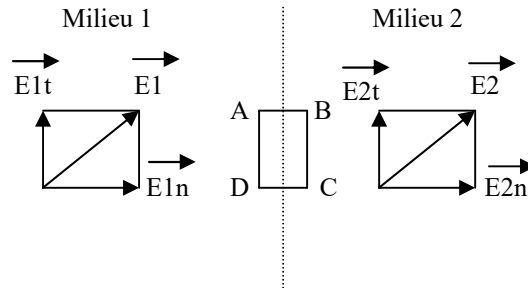 Milieu 1 Milieu 2
E1t E1 E2t E2
A B
E1n E2n
D C